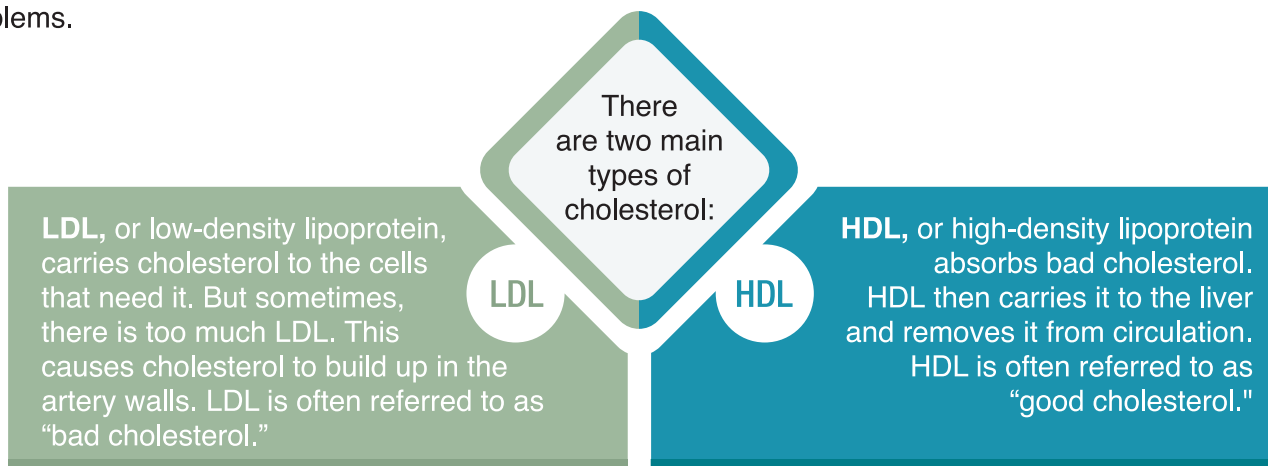 There
are two main
types of
cholesterol:
LDL, or low-density lipoprotein,
carries cholesterol to the cells
that need it. But sometimes,
there is too much LDL. This
causes cholesterol to build up in the
artery walls. LDL is often referred to as
“bad cholesterol.”
LDL
HDL
HDL, or high-density lipoprotein
absorbs bad cholesterol.
HDL then carries it to the liver
and removes it from circulation.
HDL is often referred to as
“good cholesterol."